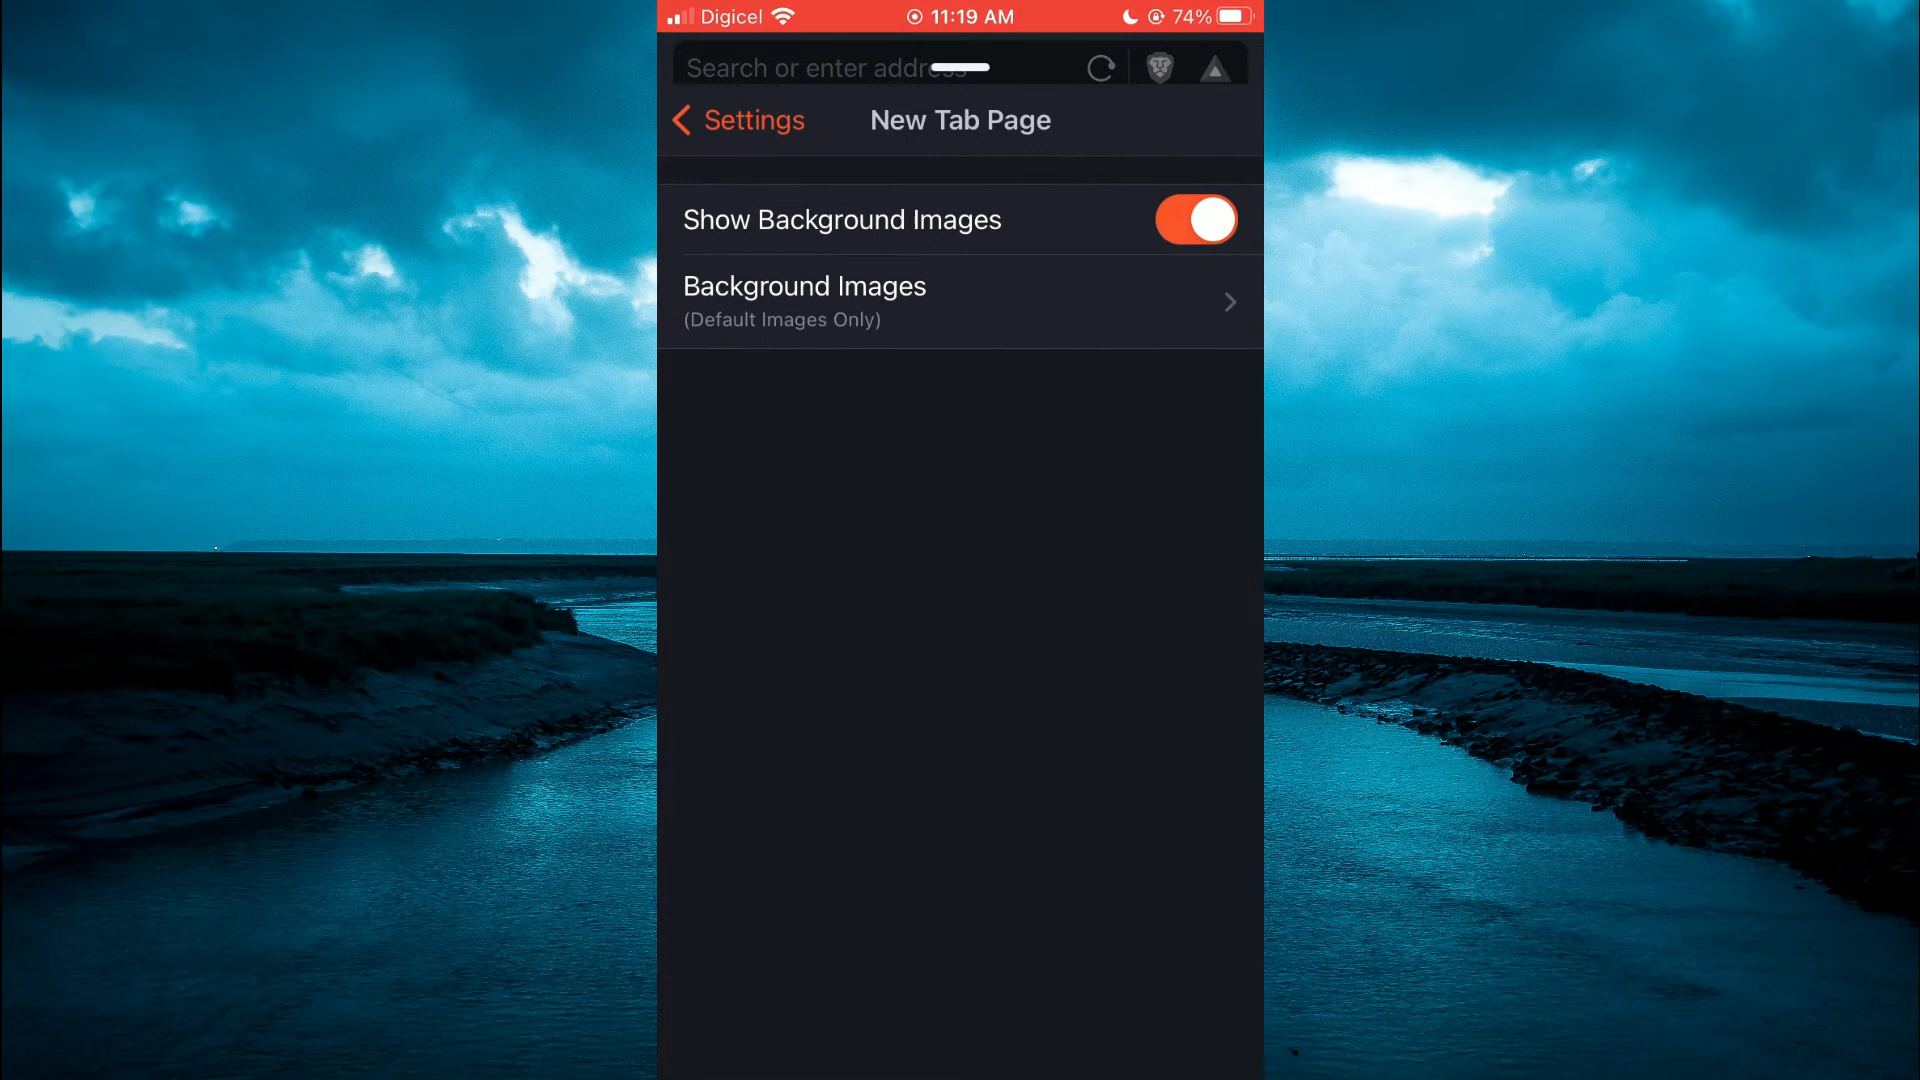 Digicel 11:19 AM 74%
Search or enter address
Settings New Tab Page
Show Background Images
Background Images
(Default Images Only)